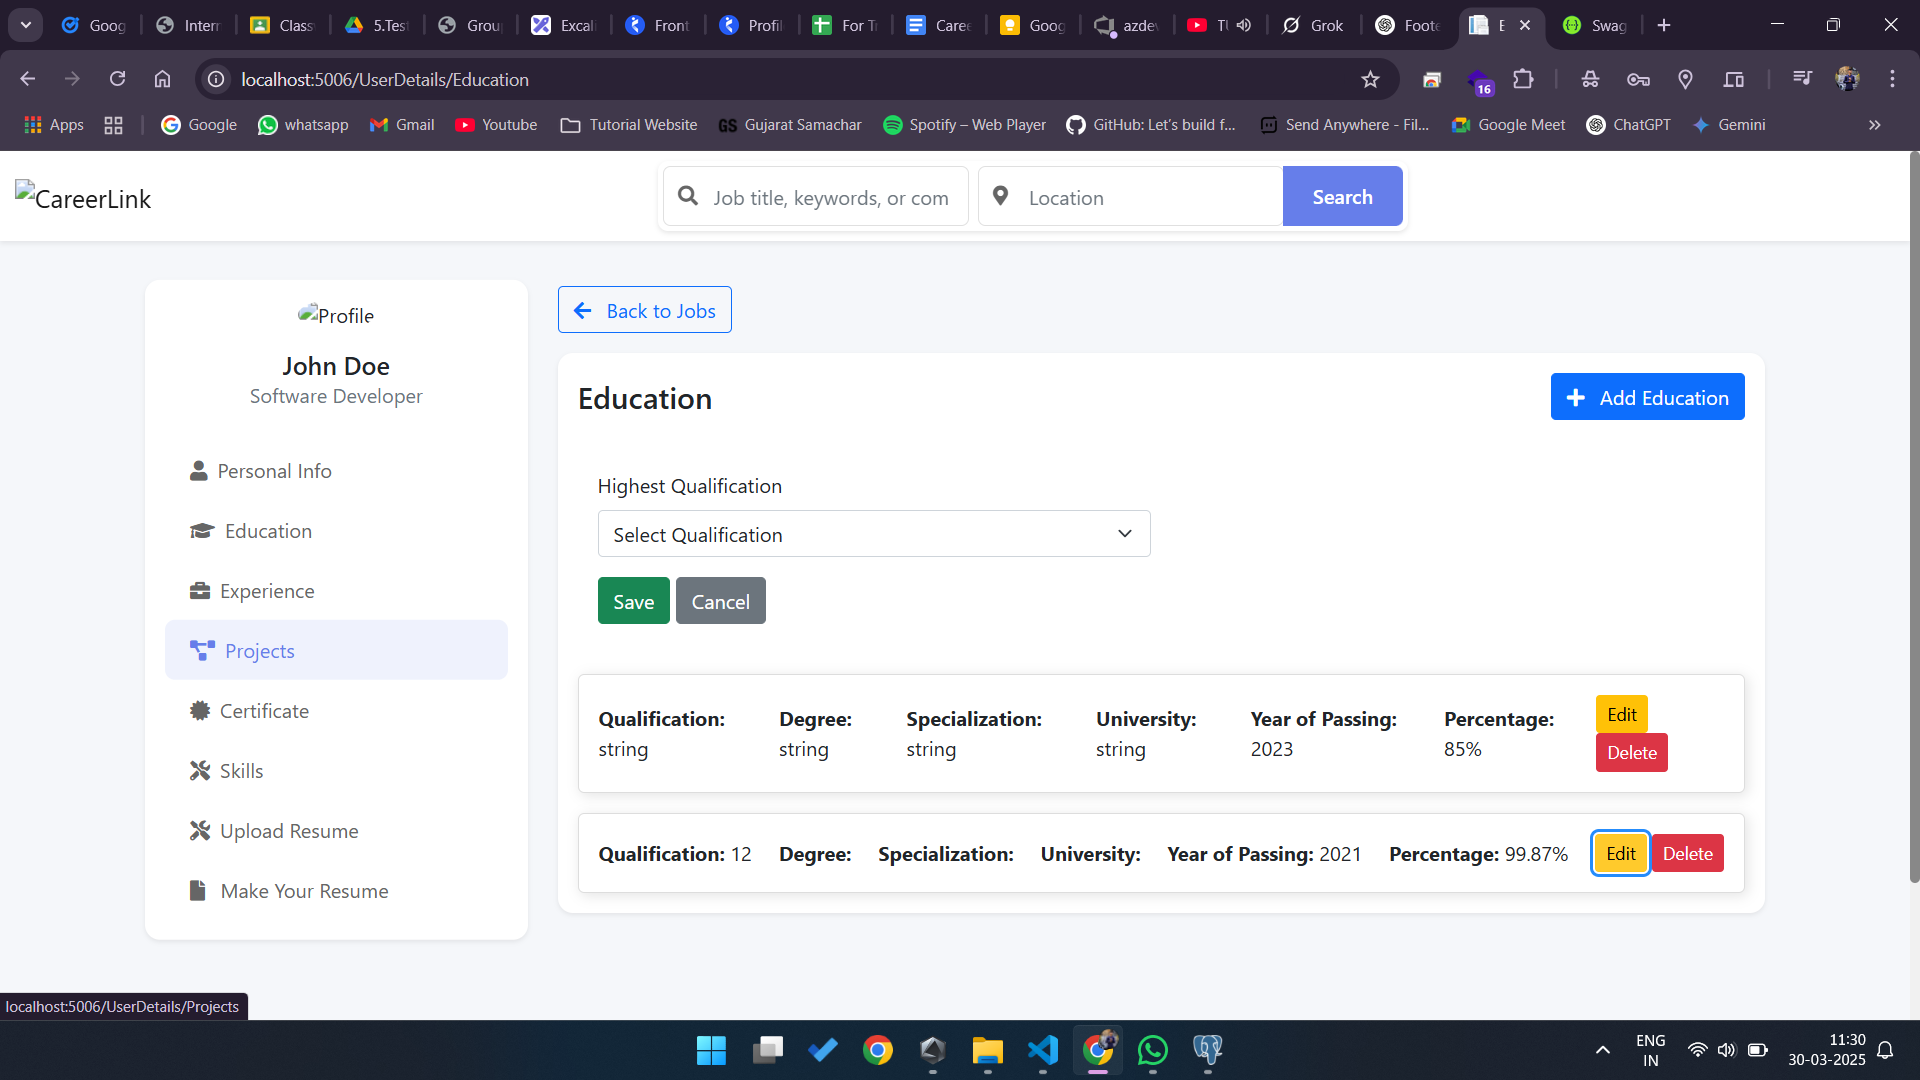 Goog
Intern
Class
5.Test
Grou
Excali
Front
Profil
For Tr
Caree
Goog
azde
TU
Grok
Foote
E
Swag
localhost:5006/UserDetails/Education
16
Apps
Google
whatsapp
Gmail
Youtube
Tutorial Website
GS Gujarat Samachar
Spotify – Web Player
GitHub: Let's build f...
Send Anywhere - Fil...
Google Meet
ChatGPT
Gemini
CareerLink
Job title, keywords, or com
Location
Search
Profile
John Doe
Software Developer
Personal Info
Education
Experience
Projects
Certificate
Skills
Upload Resume
Make Your Resume
Back to Jobs
Education
Add Education
Highest Qualification
Select Qualification
Save Cancel
Qualification: Degree: Specialization: University: Year of Passing: Percentage:
string string string string 2023 85%
Edit
Delete
Qualification: 12 Degree: Specialization: University: Year of Passing: 2021 Percentage: 99.87% Edit Delete
localhost:5006/UserDetails/Projects
ENG
IN
11:30
30-03-2025